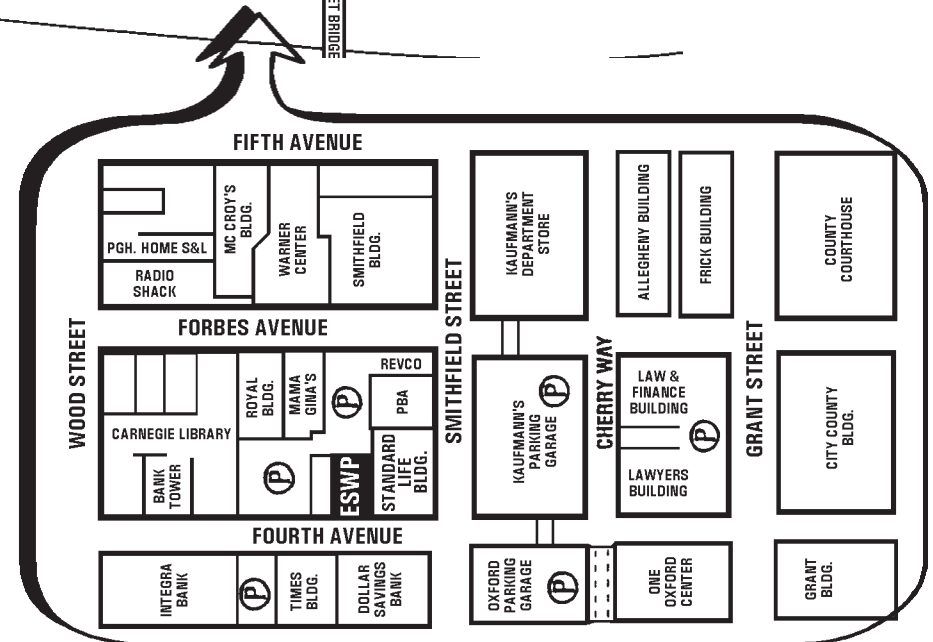 ET BRIDGE
FIFTH AVENUE
PGH. HOME S&L
RADIO
SHACK
MC CROY'S
BLDG.
WARNER
CENTER
SMITHFIELD
BLDG.
KAUFMANN'S
DEPARTMENT
STORE
ALLEGHENY BUILDING
FRICK BUILDING
COUNTY
COURTHOUSE
WOOD STREET
FORBES AVENUE
SMITHFIELD STREET
CHERRY WAY
GRANT STREET
CARNEGIE LIBRARY
BANK
TOWER
ROYAL
BLDG.
MAMA
GINA'S
P
P
REVCO
PBA
ESWP
STANDARD
LIFE
BLDG.
KAUFMANN'S
PARKING
GARAGE
P
LAW &
FINANCE
BUILDING
P
LAWYERS
BUILDING
CITY COUNTY
BLDG.
FOURTH AVENUE
INTEGRA
BANK
P
TIMES
BLDG.
DOLLAR
SAVINGS
BANK
OXFORD
PARKING
GARAGE
P
ONE
OXFORD
CENTER
GRANT
BLDG.